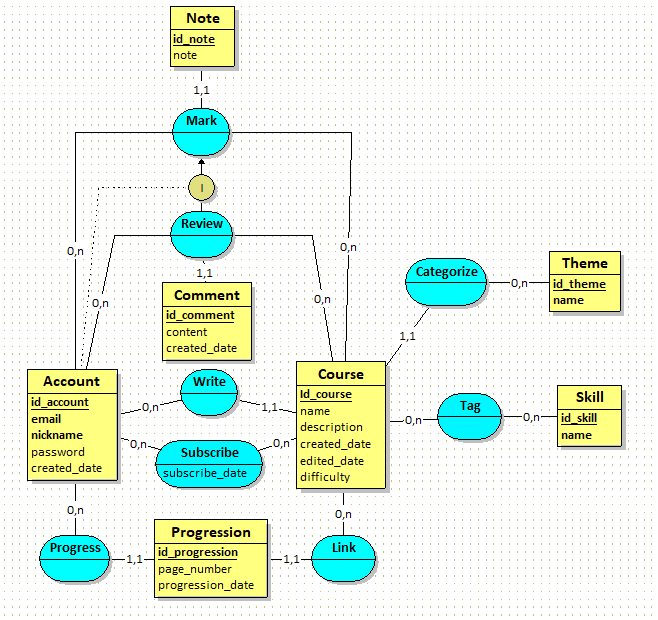 Note
id_note
note
1,1
Mark
I
0,n
0,n
Review
1,1
0,n
0,n
Comment
id_comment
content
created_date
Categorize
0,n
Theme
id_theme
name
1,1
Account
id_account
email
nickname
password
created_date
0,n
Write
1,1
0,n
Subscribe
subscribe_date
0,n
Course
Id_course
name
description
created_date
edited_date
difficulty
0,n
Tag
0,n
Skill
id_skill
name
0,n
Progress
1,1
Progression
id_progression
page_number
progression_date
1,1
Link
0,n